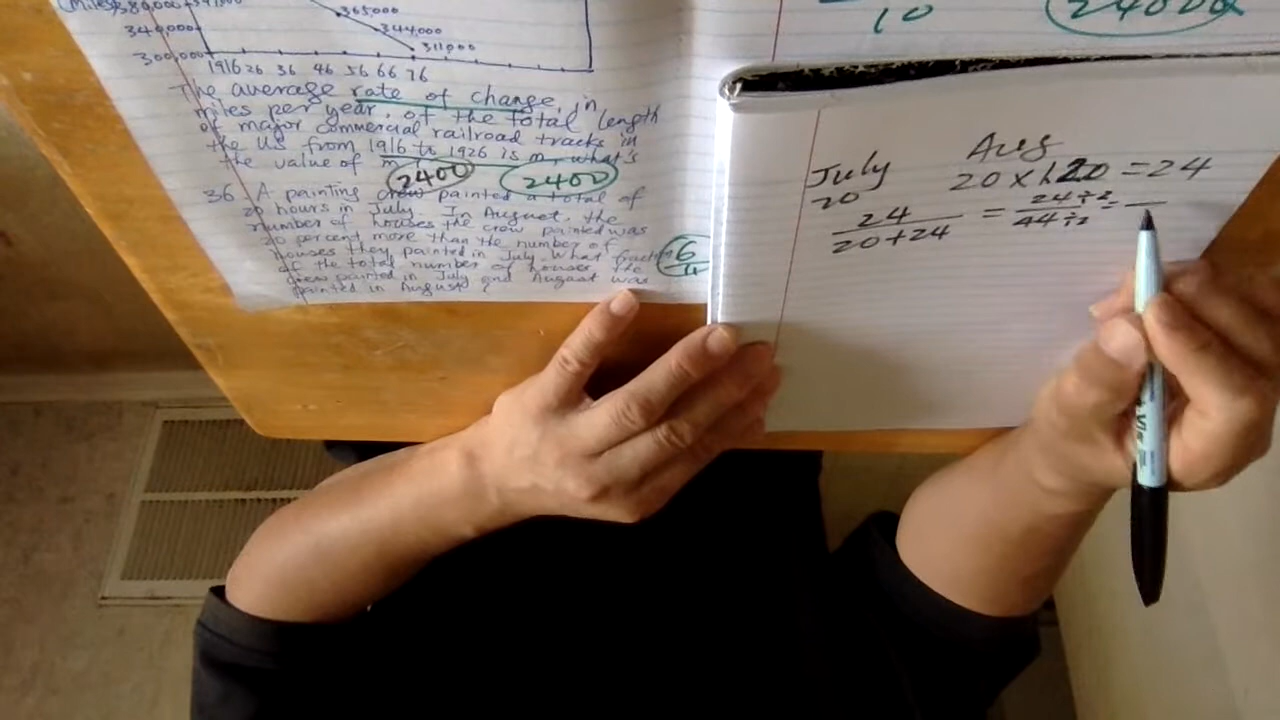 (Miles)
380,000
340,000
300,000
365,000
344,000
311,000
1916 26 36 46 56 66 76
The average rate of change, in
miles per year, of the total length
of major commercial railroad tracks in
the US from 1916 to 1926 is m, what's
the value of m
2400 2400
36 A painting crew painted a total of
20 hours in July. In August, the
number of houses the crew painted was
20 percent more than the number of
houses they painted in July. What fraction
of the total number of houses the
crew painted in July and August was
painted in August?
6/11
10
24000
July Aug
20 20 x 1.20 = 24
24/20+24 = 24÷2/44÷2 =